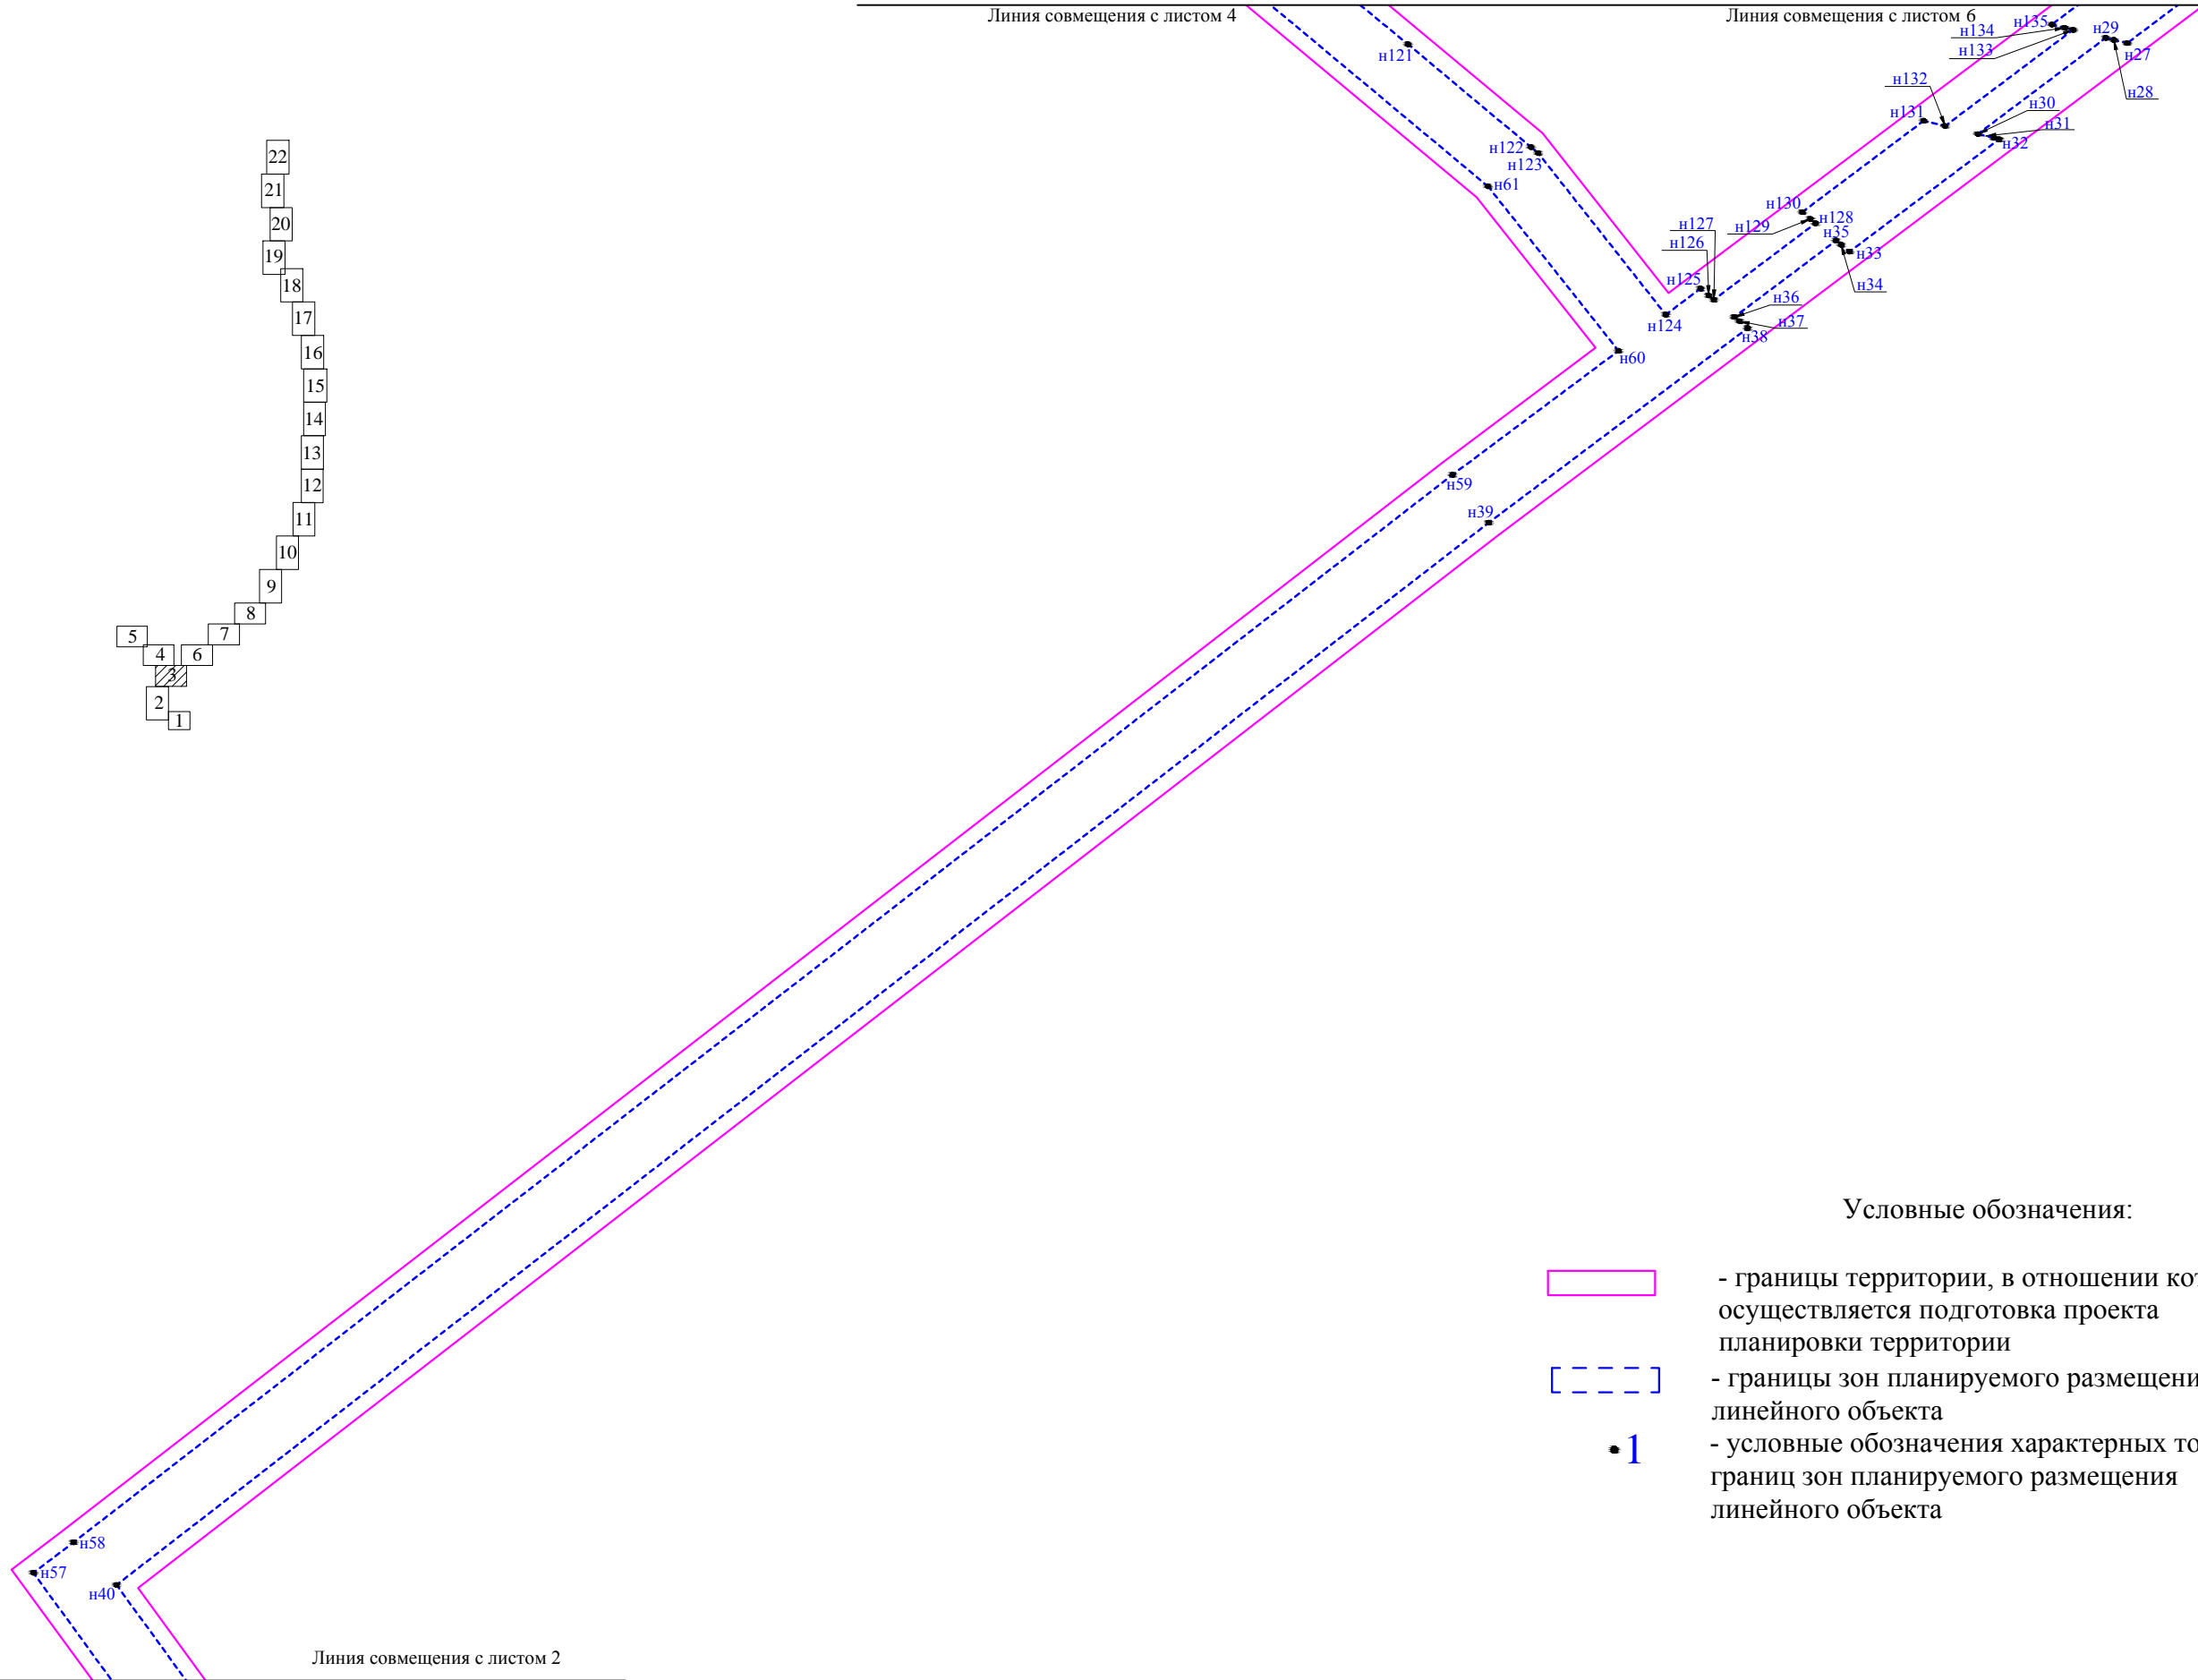 Линия совмещения с листом 4
Линия совмещения с листом 6
н135
н134
н133
н29
н27
н28
н121
н132
н131
н30
н31
н32
н122
н123
н61
н130
н129
н128
н127
н126
н35
н33
н34
н125
н124
н36
н37
н38
н60
н59
н39
22
21
20
19
18
17
16
15
14
13
12
11
10
9
8
7
5
4
6
3
2
1
Условные обозначения:
- границы территории, в отношении
осуществляется подготовка проекта
планировки территории
- границы зон планируемого
линейного объекта
1
- условные обозначения характерных
границ зон планируемого размещения
линейного объекта
н58
н57
н40
Линия совмещения с листом 2